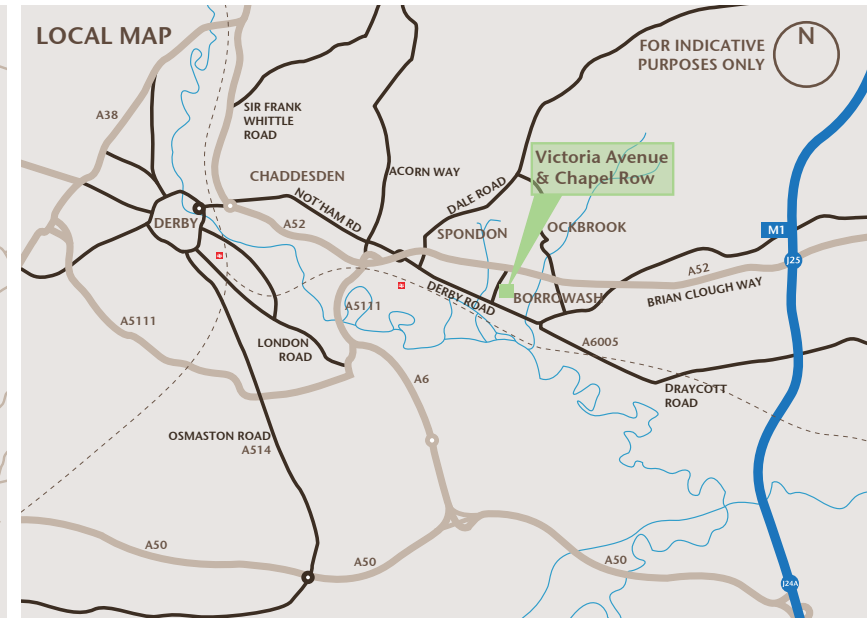 LOCAL MAP
FOR INDICATIVE
PURPOSES ONLY
N
A38
SIR FRANK
WHITTLE
ROAD
CHADDESDEN
ACORN WAY
Victoria Avenue
& Chapel Row
NOT'HAM RD
DALE ROAD
DERBY
A52
SPONDON
OCKBROOK
M1
J25
A52
BRIAN CLOUGH WAY
DERBY ROAD
BORROWASH
A5111
A5111
LONDON
ROAD
A6005
A6
DRAYCOTT
ROAD
OSMASTON ROAD
A514
A50
A50
A50
J24A